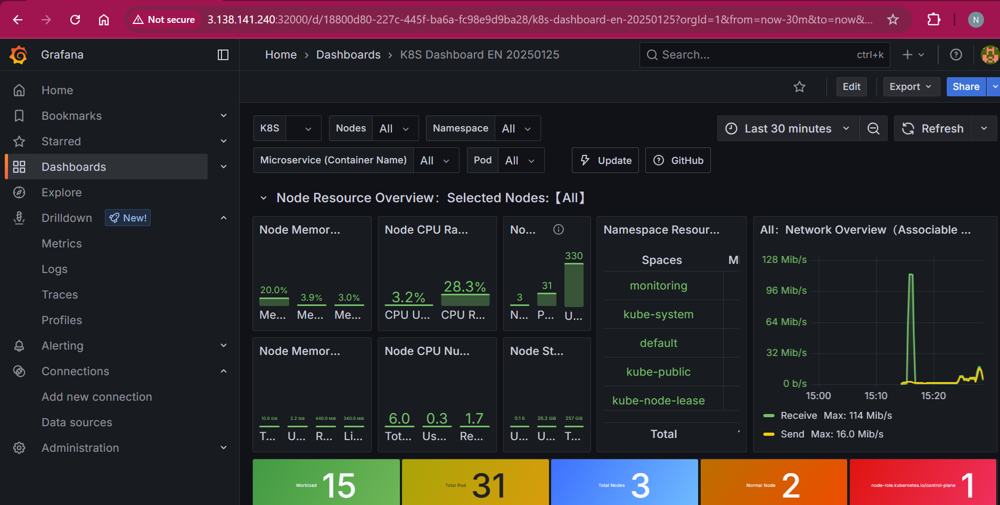 Not secure
3.138.141.240:32000/d/18800d80-227c-445f-ba6a-fc98e9d9ba28/k8s-dashboard-en-20250125?orgId=1&from=now-30m&to=now&...
N
Grafana
Home › Dashboards › K8S Dashboard EN 20250125
Search...
ctrl+k
Home
Bookmarks
Starred
Dashboards
Explore
Drilldown
New!
Metrics
Logs
Traces
Profiles
Alerting
Connections
Add new connection
Data sources
Administration
Edit
Export
Share
K8S
Nodes All
Namespace All
Last 30 minutes
Refresh
Microservice (Container Name) All
Pod All
Update
GitHub
Node Resource Overview：Selected Nodes:【All】
Node Memor...
20.0% 3.9% 3.0%
Me... Me... Me...
Node CPU Ra...
3.2% 28.3%
CPU U... CPU R...
No...
3 31 330
N... P... U...
Node Memor...
10.9 GiB 2.2 GiB 440.0 MiB 340.0 MiB
T... U... R... Li...
Node CPU Nu...
6.0 0.3 1.7
Tot... Us... Re...
Node St...
0.1 B 26.2 GiB 257 GiB
U... U... T...
Namespace Resour...
Spaces
monitoring
kube-system
default
kube-public
kube-node-lease
Total
All：Network Overview（Associable ...
128 Mib/s
96 Mib/s
64 Mib/s
32 Mib/s
0 b/s
15:00 15:10 15:20
Receive Max: 114 Mib/s
Send Max: 16.0 Mib/s
Workload 15
Total Pod 31
Total Nodes 3
Normal Node 2
node-role.kubernetes.io/control-plane 1